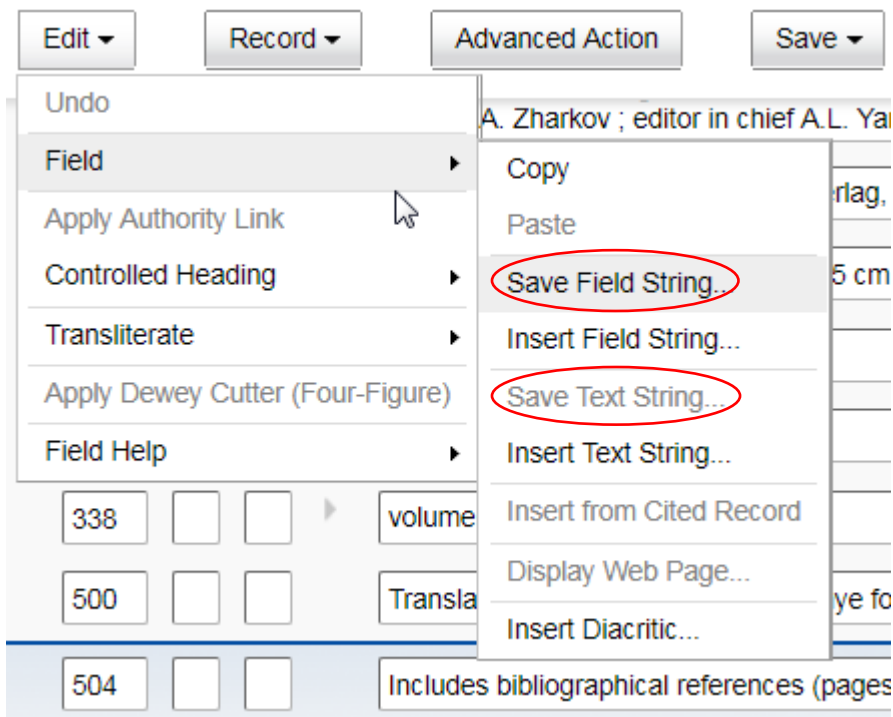 Edit Record Advanced Action Save
Undo
A. Zharkov ; editor in chief A.L.
Field
Copy
Apply Authority Link
Paste
Controlled Heading
Save Field String..
5 cm
Transliterate
Insert Field String...
Apply Dewey Cutter (Four-Figure)
Save Text String...
Field Help
Insert Text String...
338 volume
Insert from Cited Record
Display Web Page...
500
Insert Diacritic...
504 Includes bibliographical references (pages